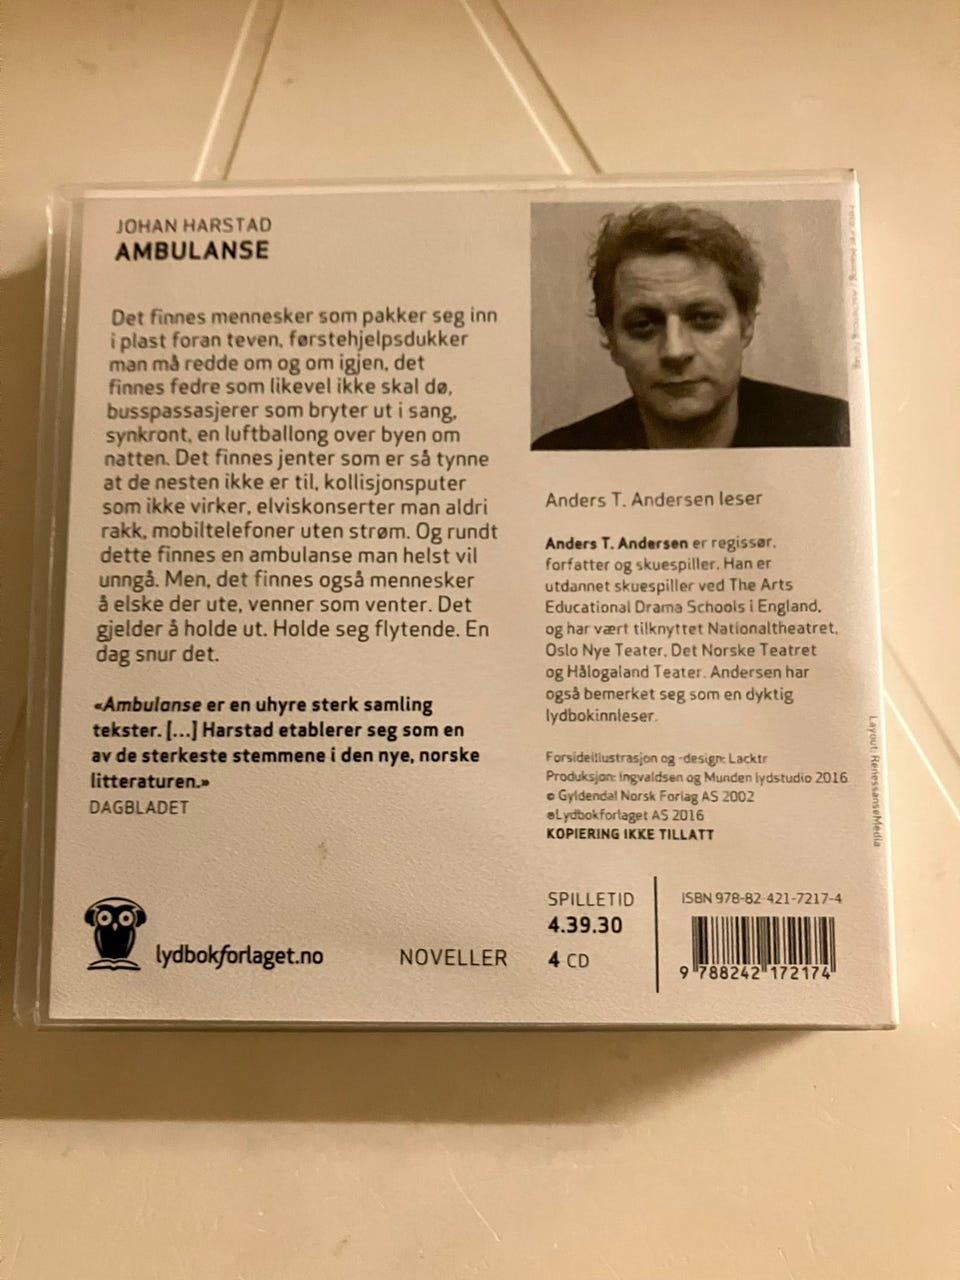 JOHAN HARSTAD
AMBULANSE
Det finnes mennesker som pakker seg inn
i plast foran teven, førstehjelpsdukker
man må redde om og om igjen, det
finnes fedre som likevel ikke skal dø,
busspassasjerer som bryter ut i sang,
synkront, en luftballong over byen om
natten. Det finnes jenter som er så tynne
at de nesten ikke er til, kollisjonsputer
som ikke virker, elviskonserter man aldri
rakk, mobiltelefoner uten strøm. Og rundt
dette finnes en ambulanse man helst vil
unngå. Men, det finnes også mennesker
å elske der ute, venner som venter. Det
gjelder å holde ut. Holde seg flytende. En
dag snur det.
«Ambulanse er en uhyre sterk samling
tekster. [...] Harstad etablerer seg som en
av de sterkeste stemmene i den nye, norske
litteraturen.»
DAGBLADET
lydbokforlaget.no
NOVELLER
Anders T. Andersen leser
Anders T. Andersen er regissør,
forfatter og skuespiller. Han er
utdannet skuespiller ved The Arts
Educational Drama Schools i England,
og har vært tilknyttet Nationaltheatret,
Oslo Nye Teater, Det Norske Teatret
og Hålogaland Teater. Andersen har
også bemerket seg som en dyktig
lydbokinnleser.
Forsideillustrasjon og -design: Lacktr
Produksjon: Ingvaldsen og Munden lydstudio 2016
© Gyldendal Norsk Forlag AS 2002
℗Lydbokforlaget AS 2016
KOPIERING IKKE TILLATT
SPILLETID
4.39.30
4 CD
ISBN 978-82-421-7217-4
9 788242 172174
Layout: RenessanseMedia